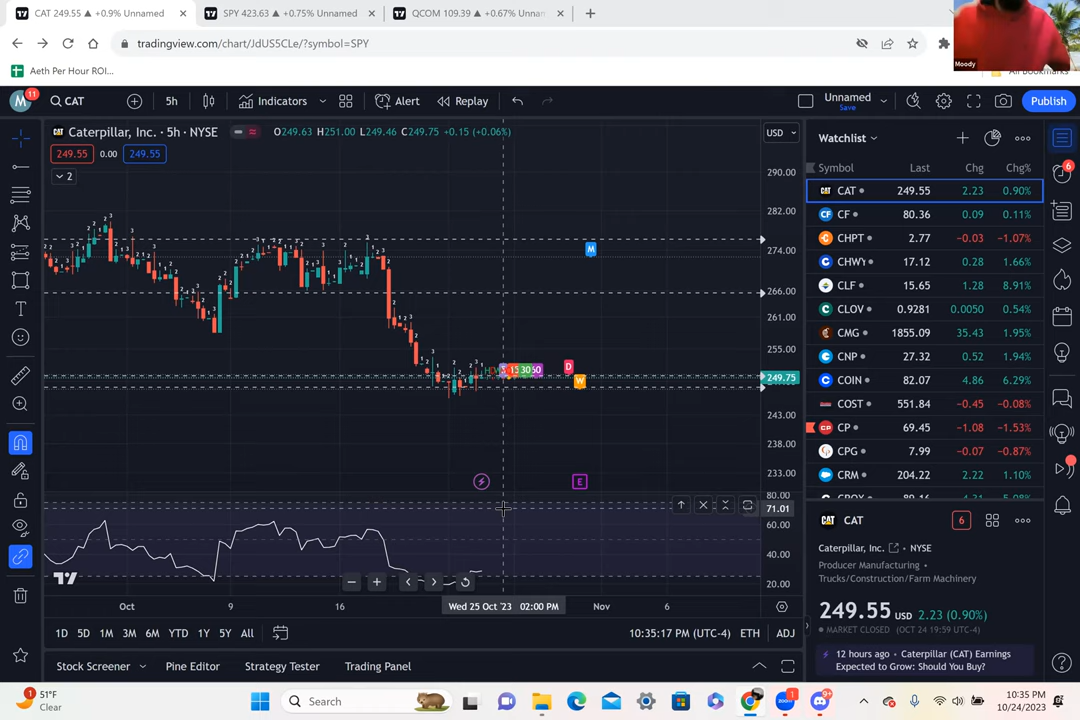 CAT 249.55 ▲ +0.9% Unnamed
SPY 423.63 ▲ +0.75% Unnamed
QCOM 109.39 ▲ +0.67% Unnan
tradingview.com/chart/JdUS5CLe/?symbol=SPY
Moody
Aeth Per Hour ROI...
All Bookmarks
M 11 CAT 5h Indicators Alert Replay Unnamed Save Publish
Caterpillar, Inc. · 5h · NYSE O249.63 H251.00 L249.46 C249.75 +0.15 (+0.06%)
USD
249.55 0.00 249.55
2
290.00
282.00
274.00
266.00
261.00
255.00
249.75
243.00
238.00
233.00
80.00
71.01
60.00
40.00
20.00
M
D
W
E
Oct 9 16 Wed 25 Oct '23 02:00 PM Nov 6
1D 5D 1M 3M 6M YTD 1Y 5Y All 10:35:17 PM (UTC-4) ETH ADJ
Stock Screener Pine Editor Strategy Tester Trading Panel
Watchlist
Symbol Last Chg Chg%
CAT 249.55 2.23 0.90%
CF 80.36 0.09 0.11%
CHPT 2.77 -0.03 -1.07%
CHWY 17.12 0.28 1.66%
CLF 15.65 1.28 8.91%
CLOV 0.9281 0.0050 0.54%
CMG 1855.09 35.43 1.95%
CNP 27.32 0.52 1.94%
COIN 82.07 4.86 6.29%
COST 551.84 -0.45 -0.08%
CP 69.45 -1.08 -1.53%
CPG 7.99 -0.07 -0.87%
CRM 204.22 2.22 1.10%
CAT 6
Caterpillar, Inc. • NYSE
Producer Manufacturing •
Trucks/Construction/Farm Machinery
249.55 USD 2.23 (0.90%)
MARKET CLOSED (OCT 24 19:59 UTC-4)
12 hours ago • Caterpillar (CAT) Earnings
Expected to Grow: Should You Buy?
6
51°F
Clear
Search
10:35 PM
10/24/2023